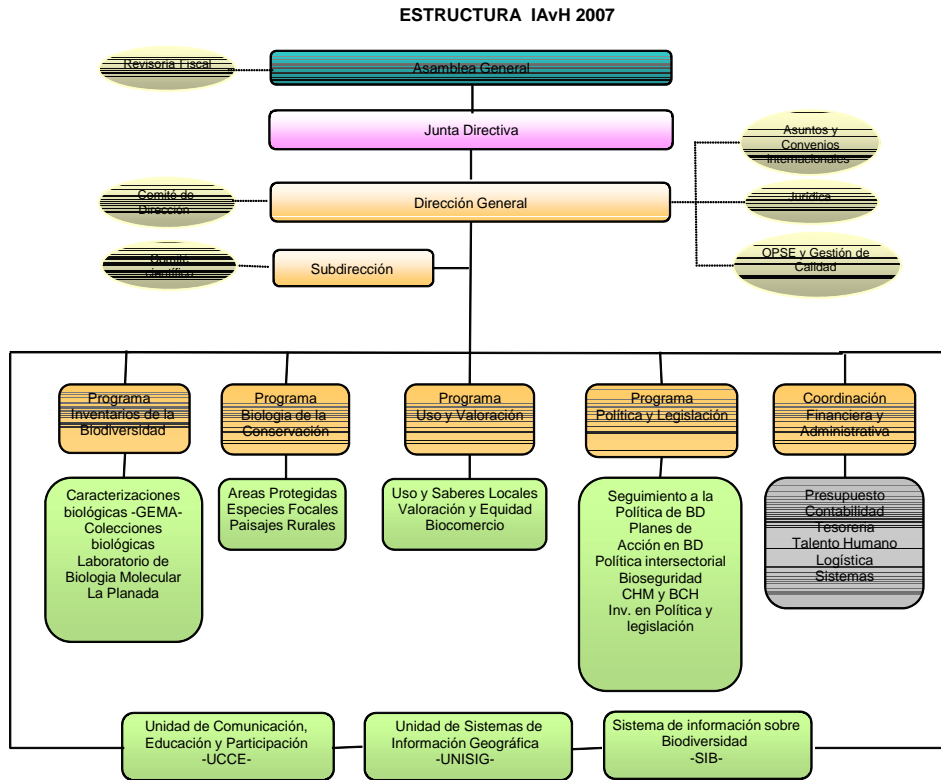 ESTRUCTURA IAvH 2007
Revisoria Fiscal
Asamblea General
Junta Directiva
Asuntos y
Convenios
Internacionales
Comité de
Dirección
Dirección General
Jurídica
Comité
científico
Subdirección
OPSE y Gestión de
Calidad
Programa
Inventarios de la
Biodiversidad
Programa
Biología de la
Conservación
Programa
Uso y Valoración
Programa
Política y Legislación
Coordinación
Financiera y
Administrativa
Caracterizaciones
biológicas -GEMA-
Colecciones
biológicas
Laboratorio de
Biologia Molecular
La Planada
Areas Protegidas
Especies Focales
Paisajes Rurales
Uso y Saberes Locales
Valoración y Equidad
Biocomercio
Seguimiento a la
Política de BD
Planes de
Acción en BD
Política intersectorial
Bioseguridad
CHM y BCH
Inv. en Política y
legislación
Presupuesto
Contabilidad
Tesorería
Talento Humano
Logística
Sistemas
Unidad de Comunicación,
Educación y Participación
-UCCE-
Unidad de Sistemas de
Información Geográfica
-UNISIG-
Sistema de información sobre
Biodiversidad
-SIB-